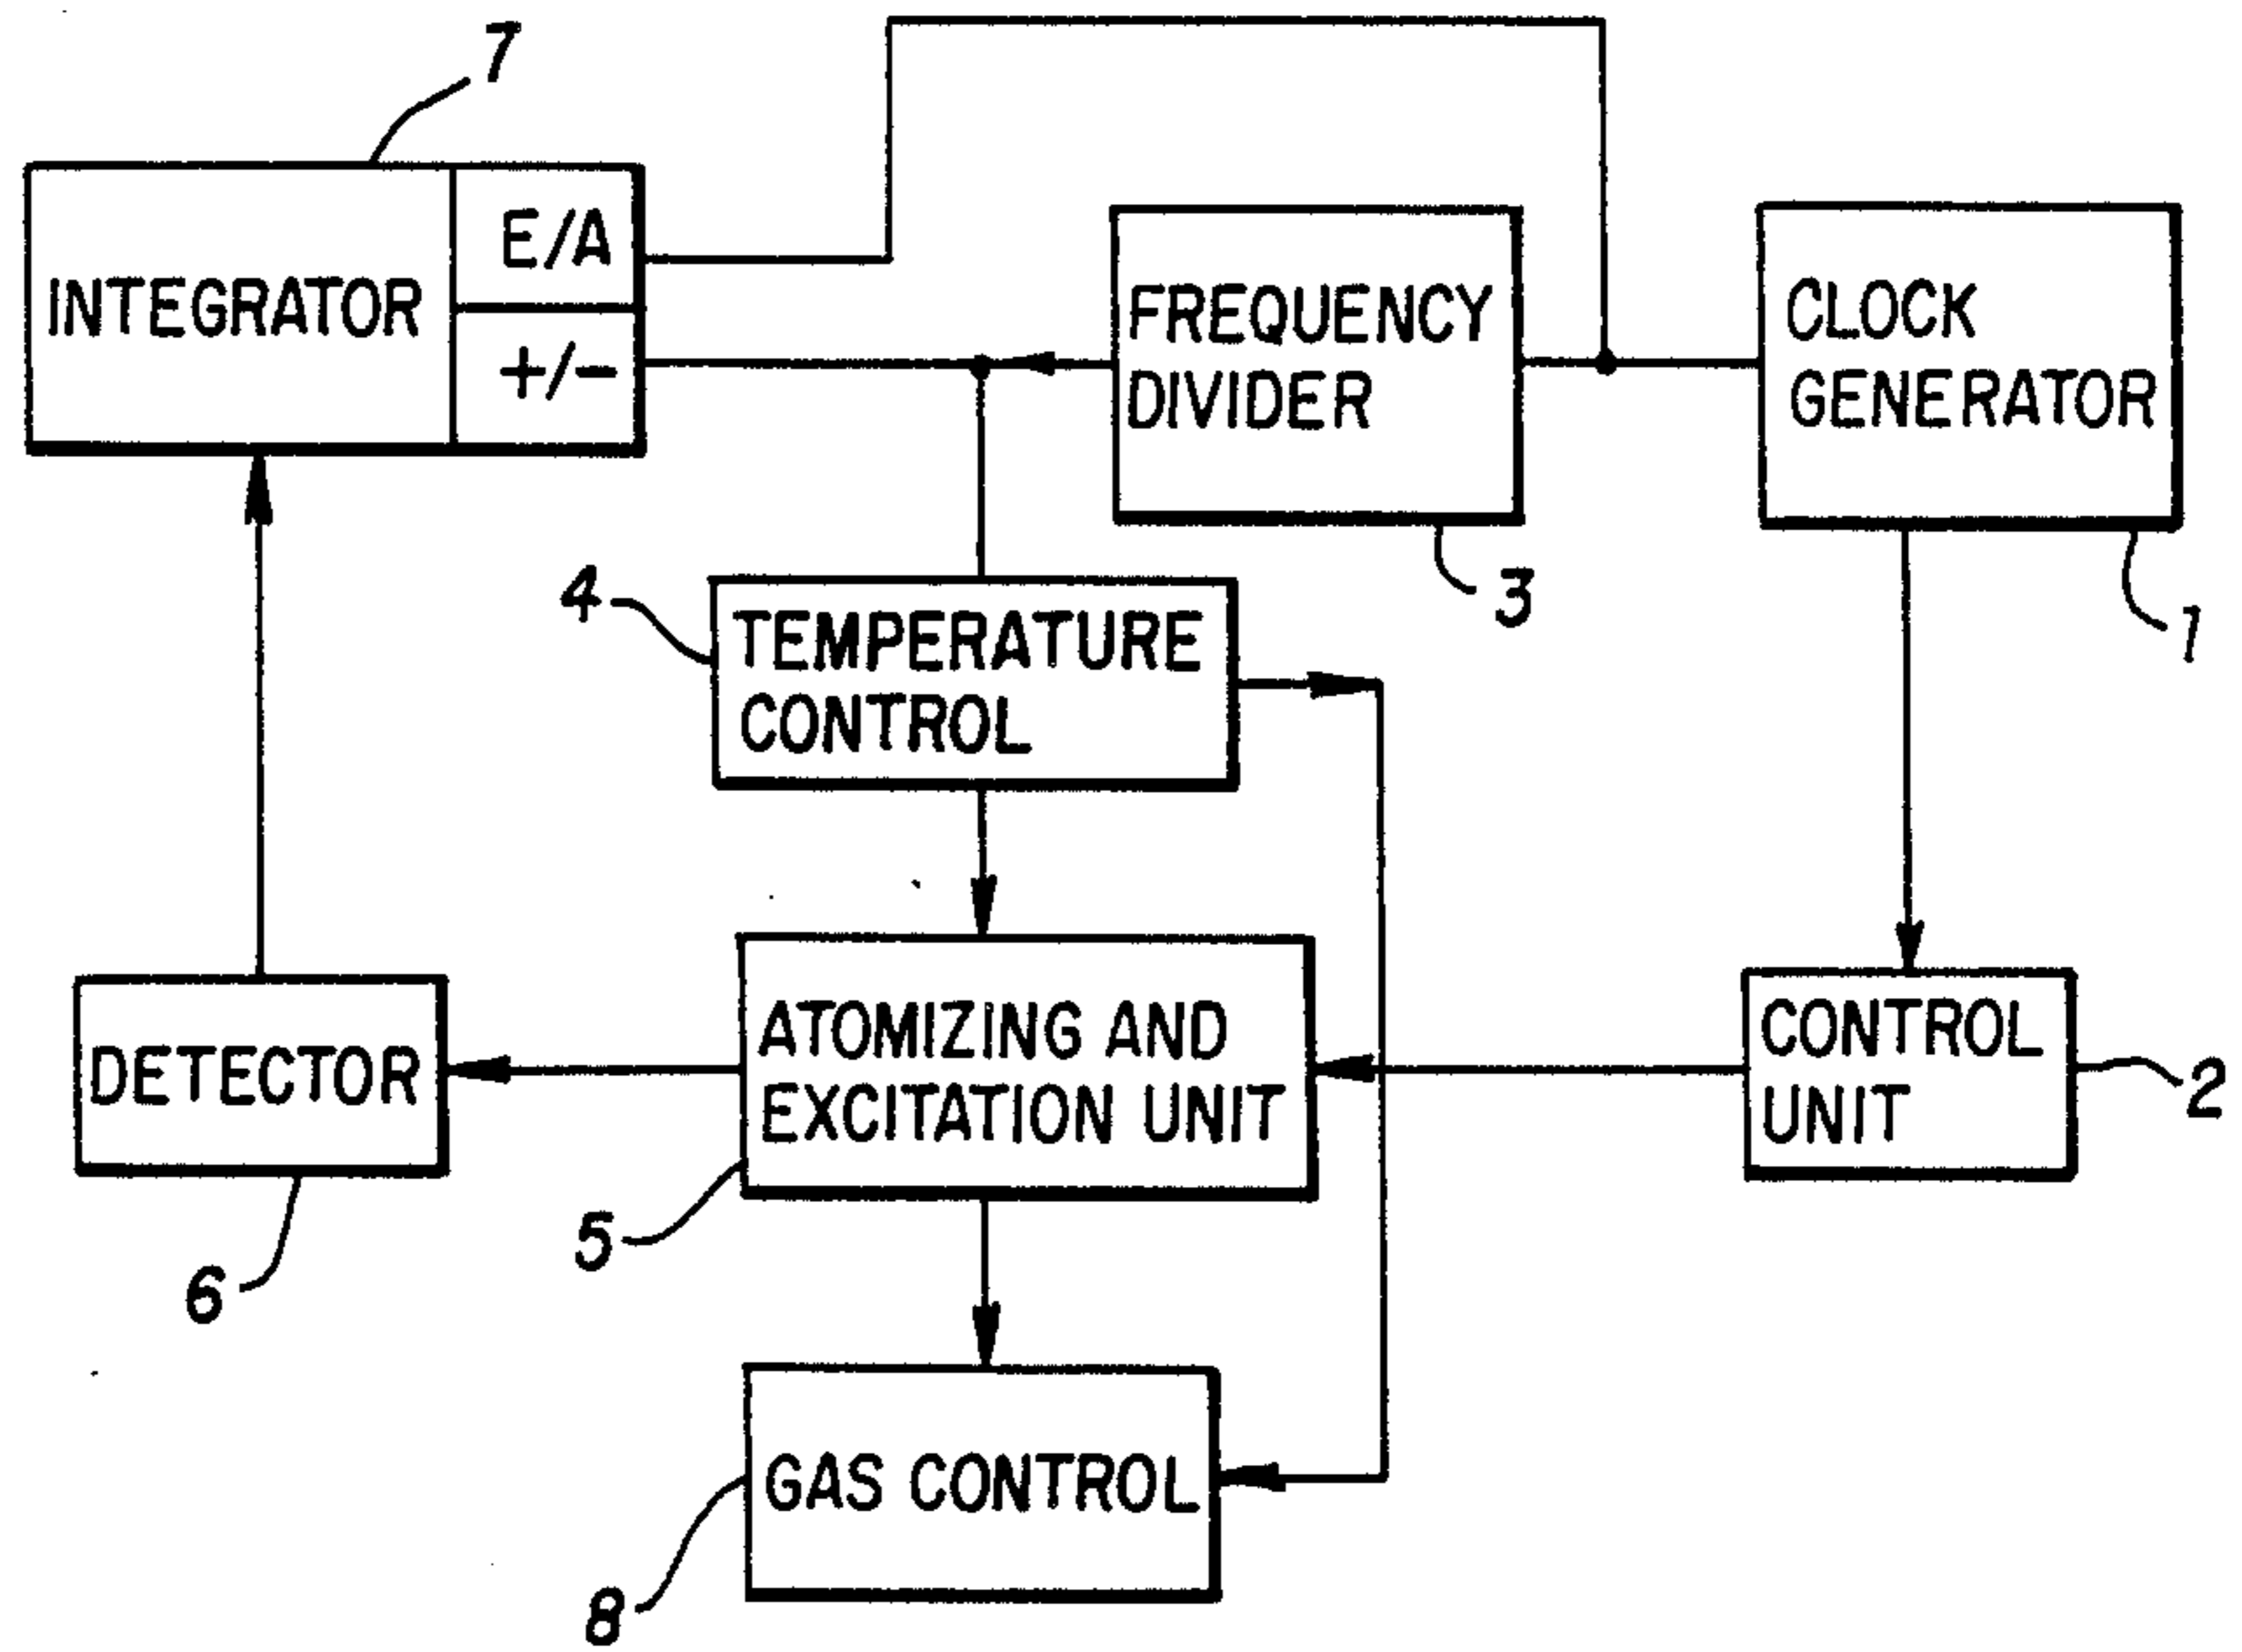 7
INTEGRATOR
E/A
+/−
FREQUENCY
DIVIDER
3
CLOCK
GENERATOR
1
4
TEMPERATURE
CONTROL
DETECTOR
6
ATOMIZING AND
EXCITATION UNIT
5
CONTROL
UNIT
2
GAS CONTROL
8